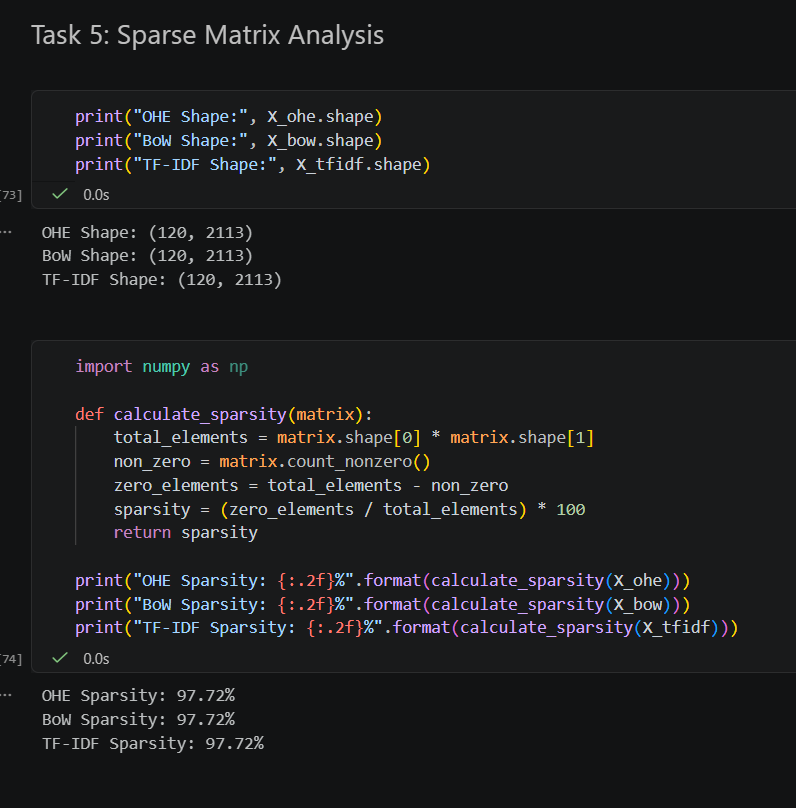 Task 5: Sparse Matrix Analysis
print("OHE Shape:", X_ohe.shape)
print("BoW Shape:", X_bow.shape)
print("TF-IDF Shape:", X_tfidf.shape)
[73]
0.0s
OHE Shape: (120, 2113)
BoW Shape: (120, 2113)
TF-IDF Shape: (120, 2113)
import numpy as np
def calculate_sparsity(matrix):
    total_elements = matrix.shape[0] * matrix.shape[1]
    non_zero = matrix.count_nonzero()
    zero_elements = total_elements - non_zero
    sparsity = (zero_elements / total_elements) * 100
    return sparsity
print("OHE Sparsity: {:.2f}%".format(calculate_sparsity(X_ohe)))
print("BoW Sparsity: {:.2f}%".format(calculate_sparsity(X_bow)))
print("TF-IDF Sparsity: {:.2f}%".format(calculate_sparsity(X_tfidf)))
[74]
0.0s
OHE Sparsity: 97.72%
BoW Sparsity: 97.72%
TF-IDF Sparsity: 97.72%